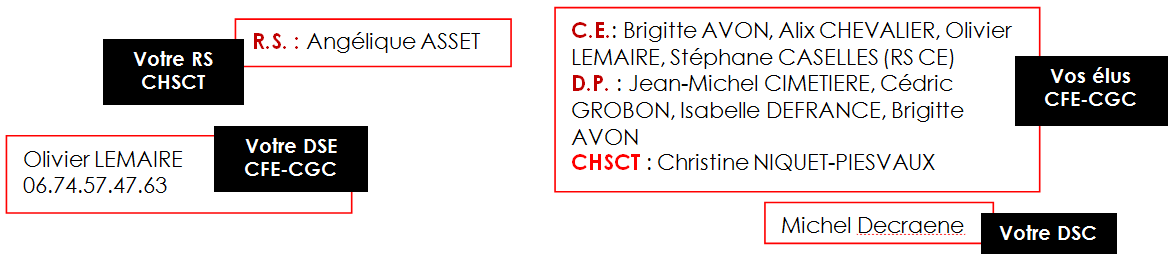 R.S. : Angélique ASSET
Votre RS
CHSCT
Olivier LEMAIRE
06.74.57.47.63
Votre DSE
CFE-CGC
C.E.: Brigitte AVON, Alix CHEVALIER, Olivier
LEMAIRE, Stéphane CASELLES (RS CE)
D.P. : Jean-Michel CIMETIERE, Cédric
GROBON, Isabelle DEFRANCE, Brigitte
AVON
CHSCT : Christine NIQUET-PIESVAUX
Vos élus
CFE-CGC
Michel Decraene
Votre DSC